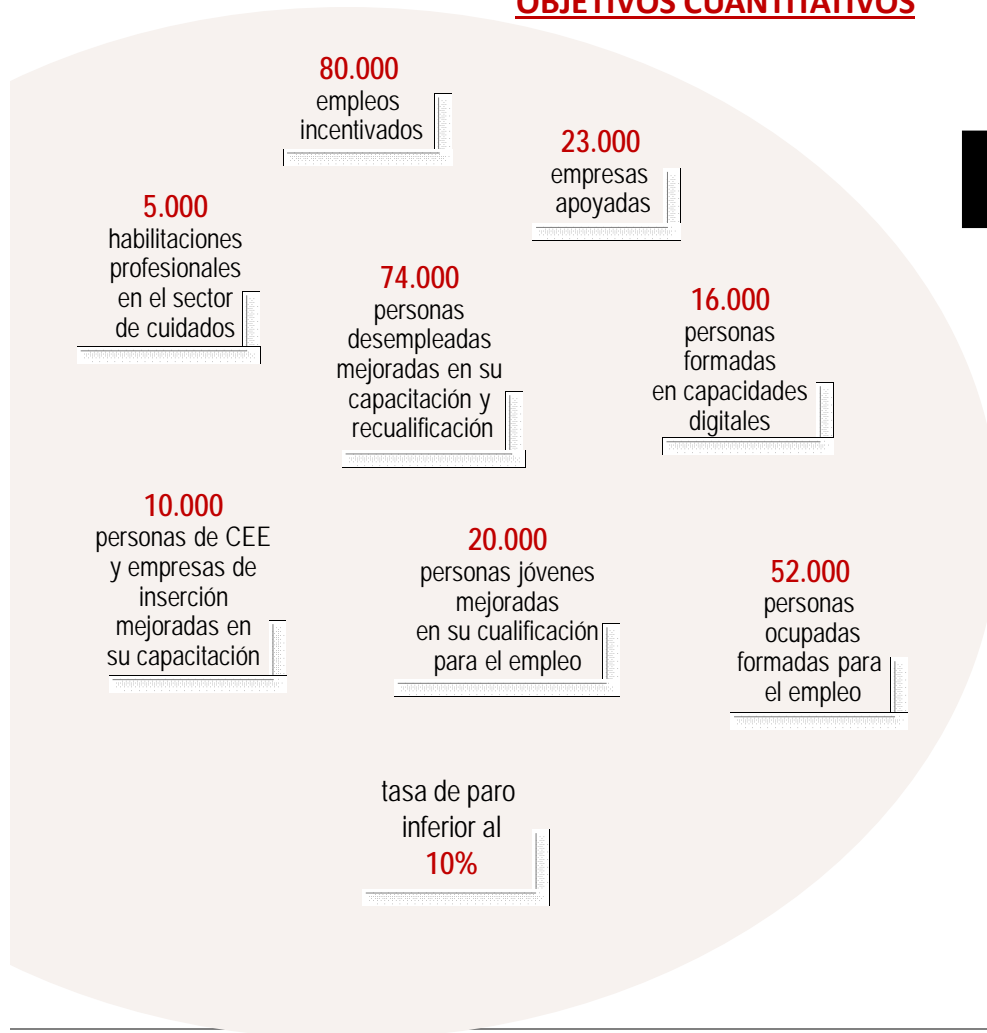 OBJETIVOS CUANTITATIVOS
80.000
empleos
incentivados
23.000
empresas
apoyadas
5.000
habilitaciones
profesionales
en el sector
de cuidados
74.000
personas
desempleadas
mejoradas en su
capacitación y
recualificación
16.000
personas
formadas
en capacidades
digitales
10.000
personas de CEE
y empresas de
inserción
mejoradas en
su capacitación
20.000
personas jóvenes
mejoradas
en su cualificación
para el empleo
52.000
personas
ocupadas
formadas para
el empleo
tasa de paro
inferior al
10%